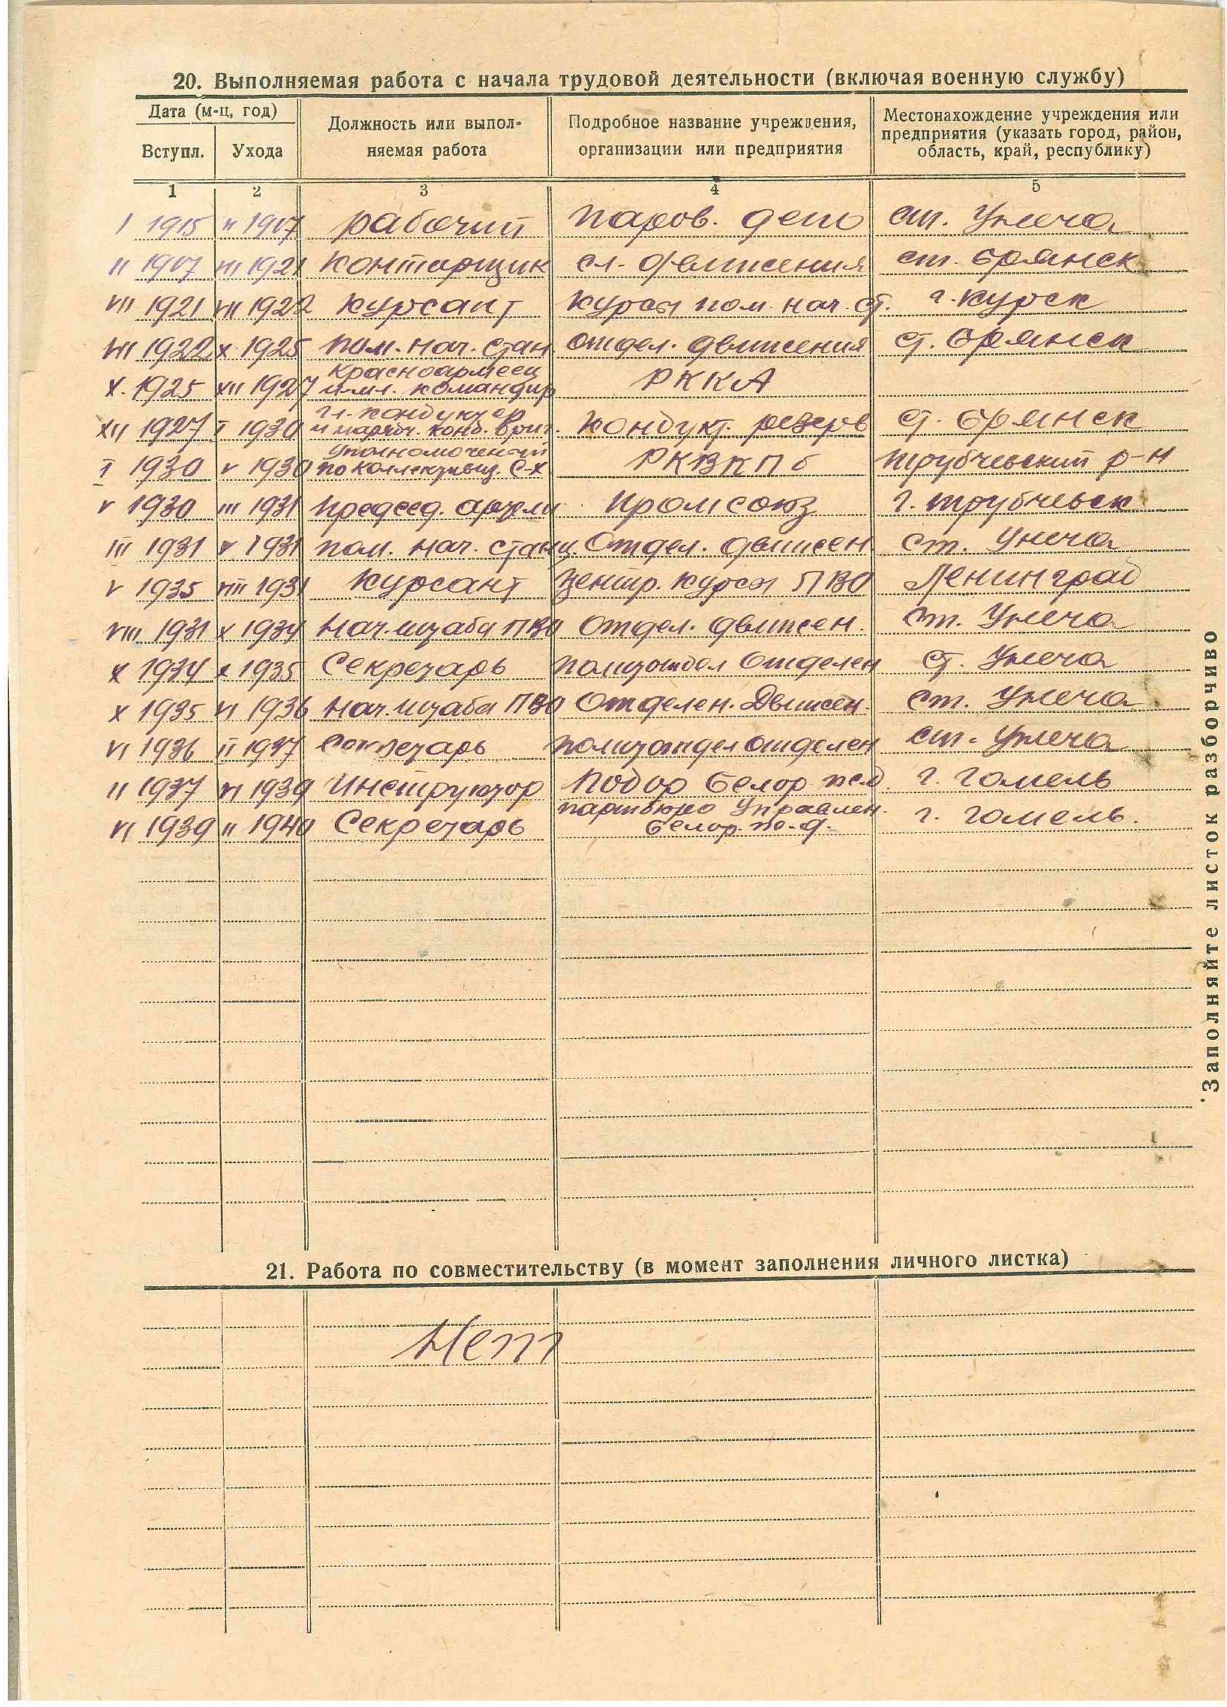 20. Выполняемая работа с начала трудовой деятельности (включая военную службу)
Дата (м-ц, год)
Вступл. Ухода
Должность или выпол-
няемая работа
Подробное название учреждения,
организации или предприятия
Местонахождение учреждения или
предприятия (указать город, район,
область, край, республику)
1 2 3 4 5
I 1915 II 1917 рабочий паров. депо ст. Унеча
II 1917 VII 1921 Конторщик сл. движения ст. Брянск
VII 1921 VII 1922 Курсант Курсы пом. нач. ст. г. Курск
VII 1922 X 1925 пом. нач. стан. отдел. движения ст. Брянск
X 1925 XII 1927 Красноармеец
и мл. командир РККА
XII 1927 I 1930 гл. кондуктер
и конд. бриг. Кондукт. резерв ст. Брянск
I 1930 V 1930 Уполномоченый
по коллективиз. С-Х РКВКПб Трубчевский р-н
V 1930 III 1931 Председ. артели Промсоюз г. Трубчевск
III 1931 V 1931 пом. нач. станц. Отдел. движен. ст. Унеча
V 1935 VIII 1931 Курсант Центр. Курсы ПВО Ленинград
VIII 1931 X 1934 Нач. штаба ПВО Отдел. движен. ст. Унеча
X 1934 X 1935 Секретарь политотдел Отделен ст. Унеча
X 1935 VI 1936 Нач. штаба ПВО Отделен. Движен. ст. Унеча
VI 1936 II 1937 Секретарь политотдел отделен ст. Унеча
II 1937 VI 1939 Инструктор Подор Белор. жел. г. Гомель
VI 1939 II 1940 Секретарь партбюро Управлен.
Белор. ж. д. г. Гомель.
21. Работа по совместительству (в момент заполнения личного листка)
Нет
Заполняйте листок разборчиво